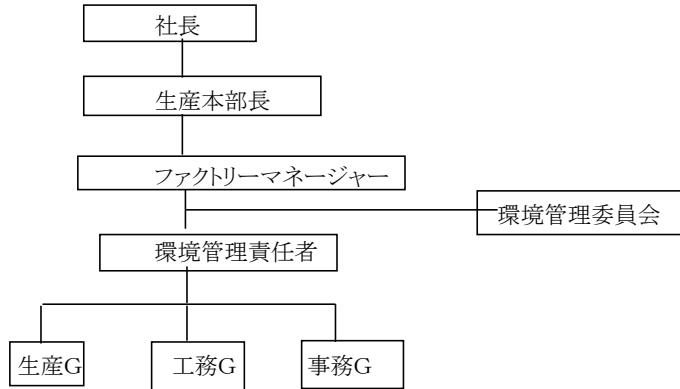 社長
生産本部長
ファクトリーマネージャー
環境管理委員会
環境管理責任者
生産G
工務G
事務G